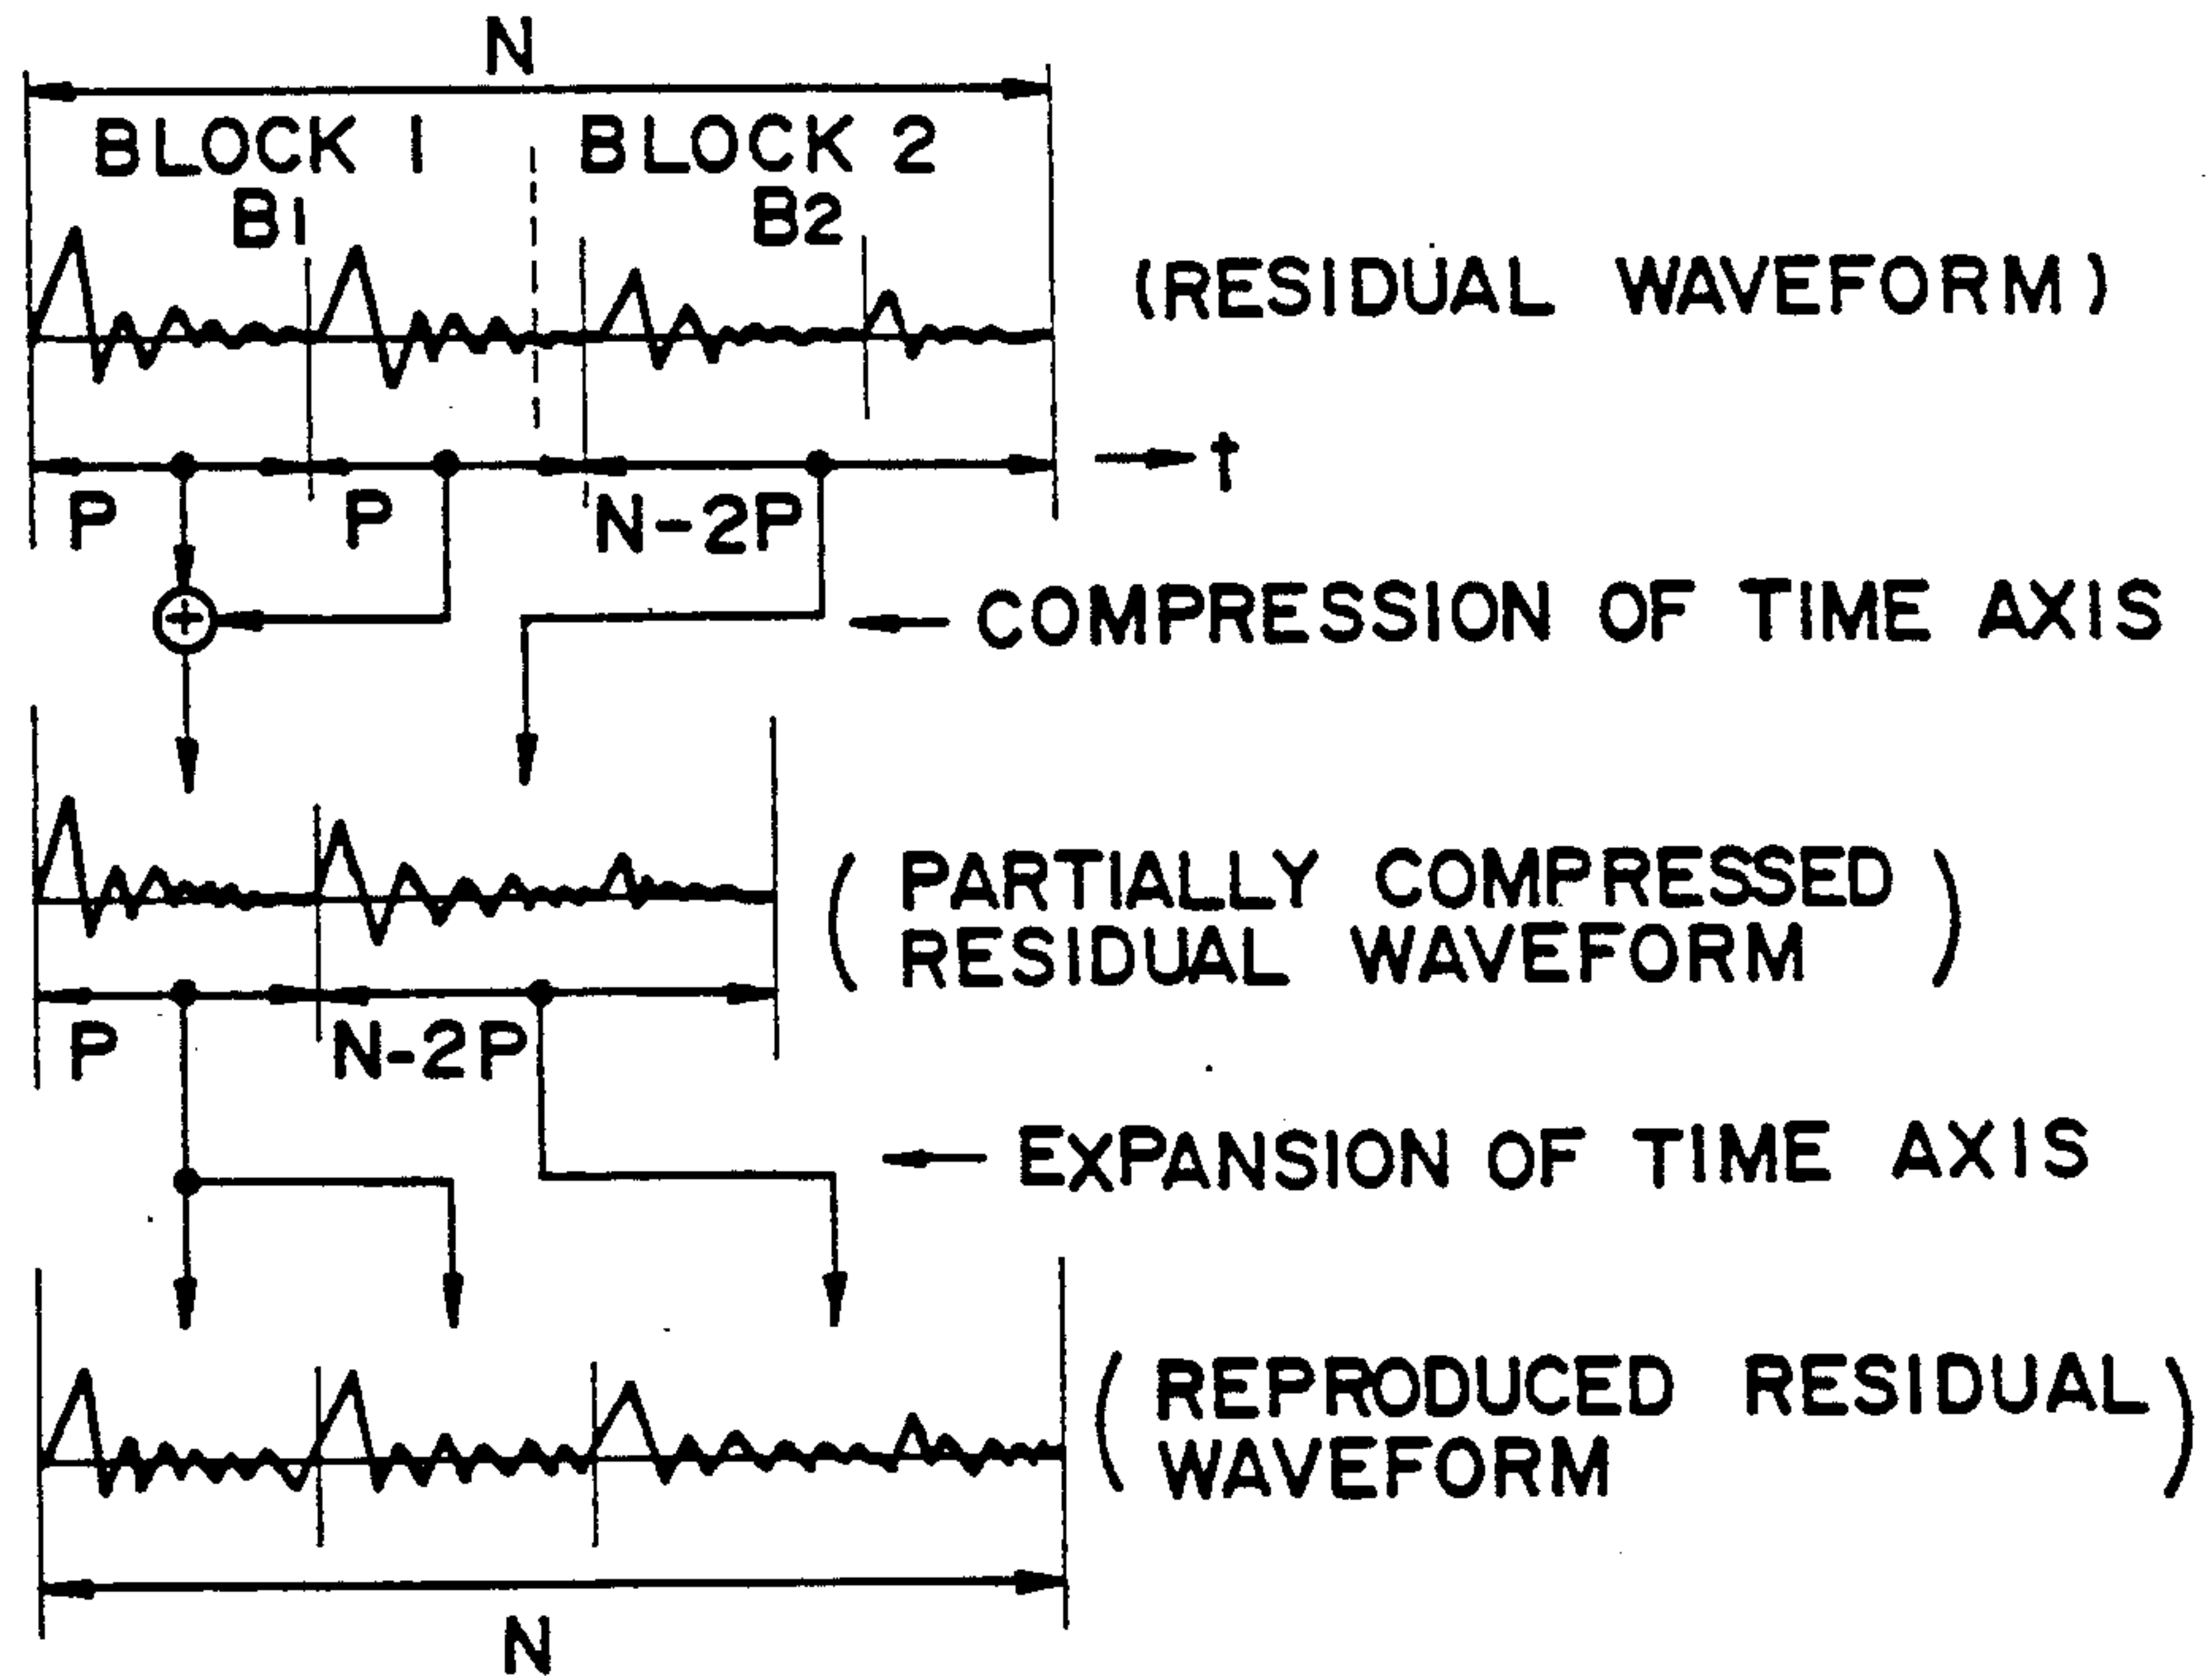 N
BLOCK 1 BLOCK 2
B1 B2
(RESIDUAL WAVEFORM)
t
P P N-2P
+
COMPRESSION OF TIME AXIS
(PARTIALLY COMPRESSED
RESIDUAL WAVEFORM)
P N-2P
EXPANSION OF TIME AXIS
(REPRODUCED RESIDUAL
WAVEFORM)
N